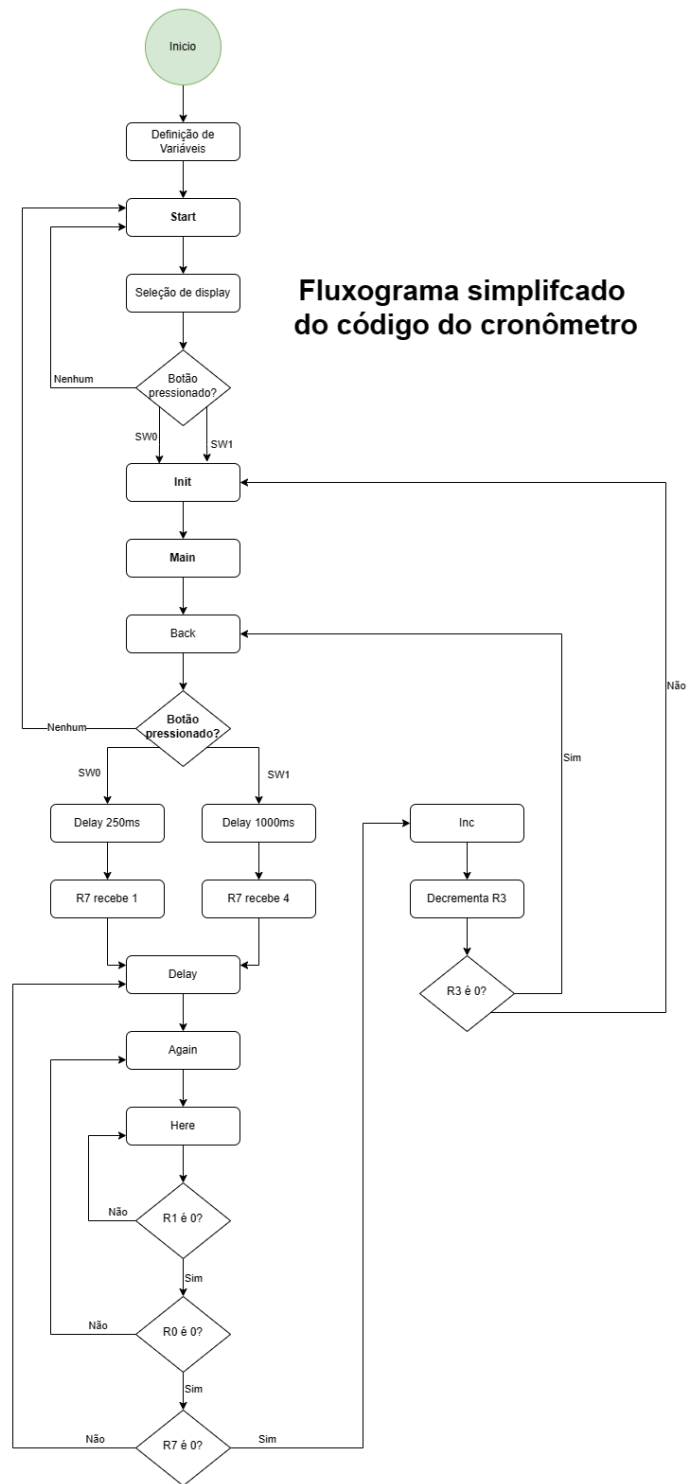 Inicio
Definição de
Variáveis
Start
Seleção de display
Fluxograma simplifcado
do código do cronômetro
Nenhum
Botão
pressionado?
SW0
SW1
Init
Main
Back
Não
Nenhum
Botão
pressionado?
Sim
SW0
SW1
Delay 250ms
Delay 1000ms
Inc
R7 recebe 1
R7 recebe 4
Decrementa R3
Delay
R3 é 0?
Again
Here
Não
R1 é 0?
Sim
Não
R0 é 0?
Sim
Não
R7 é 0?
Sim